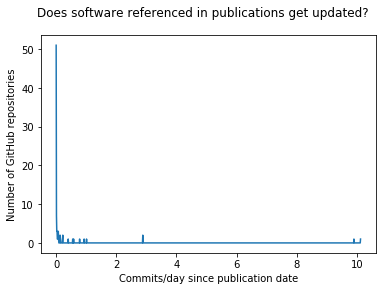 Does software referenced in publications get updated?
50
40
30
20
10
0
Number of GitHub repositories
0 2 4 6 8 10
Commits/day since publication date